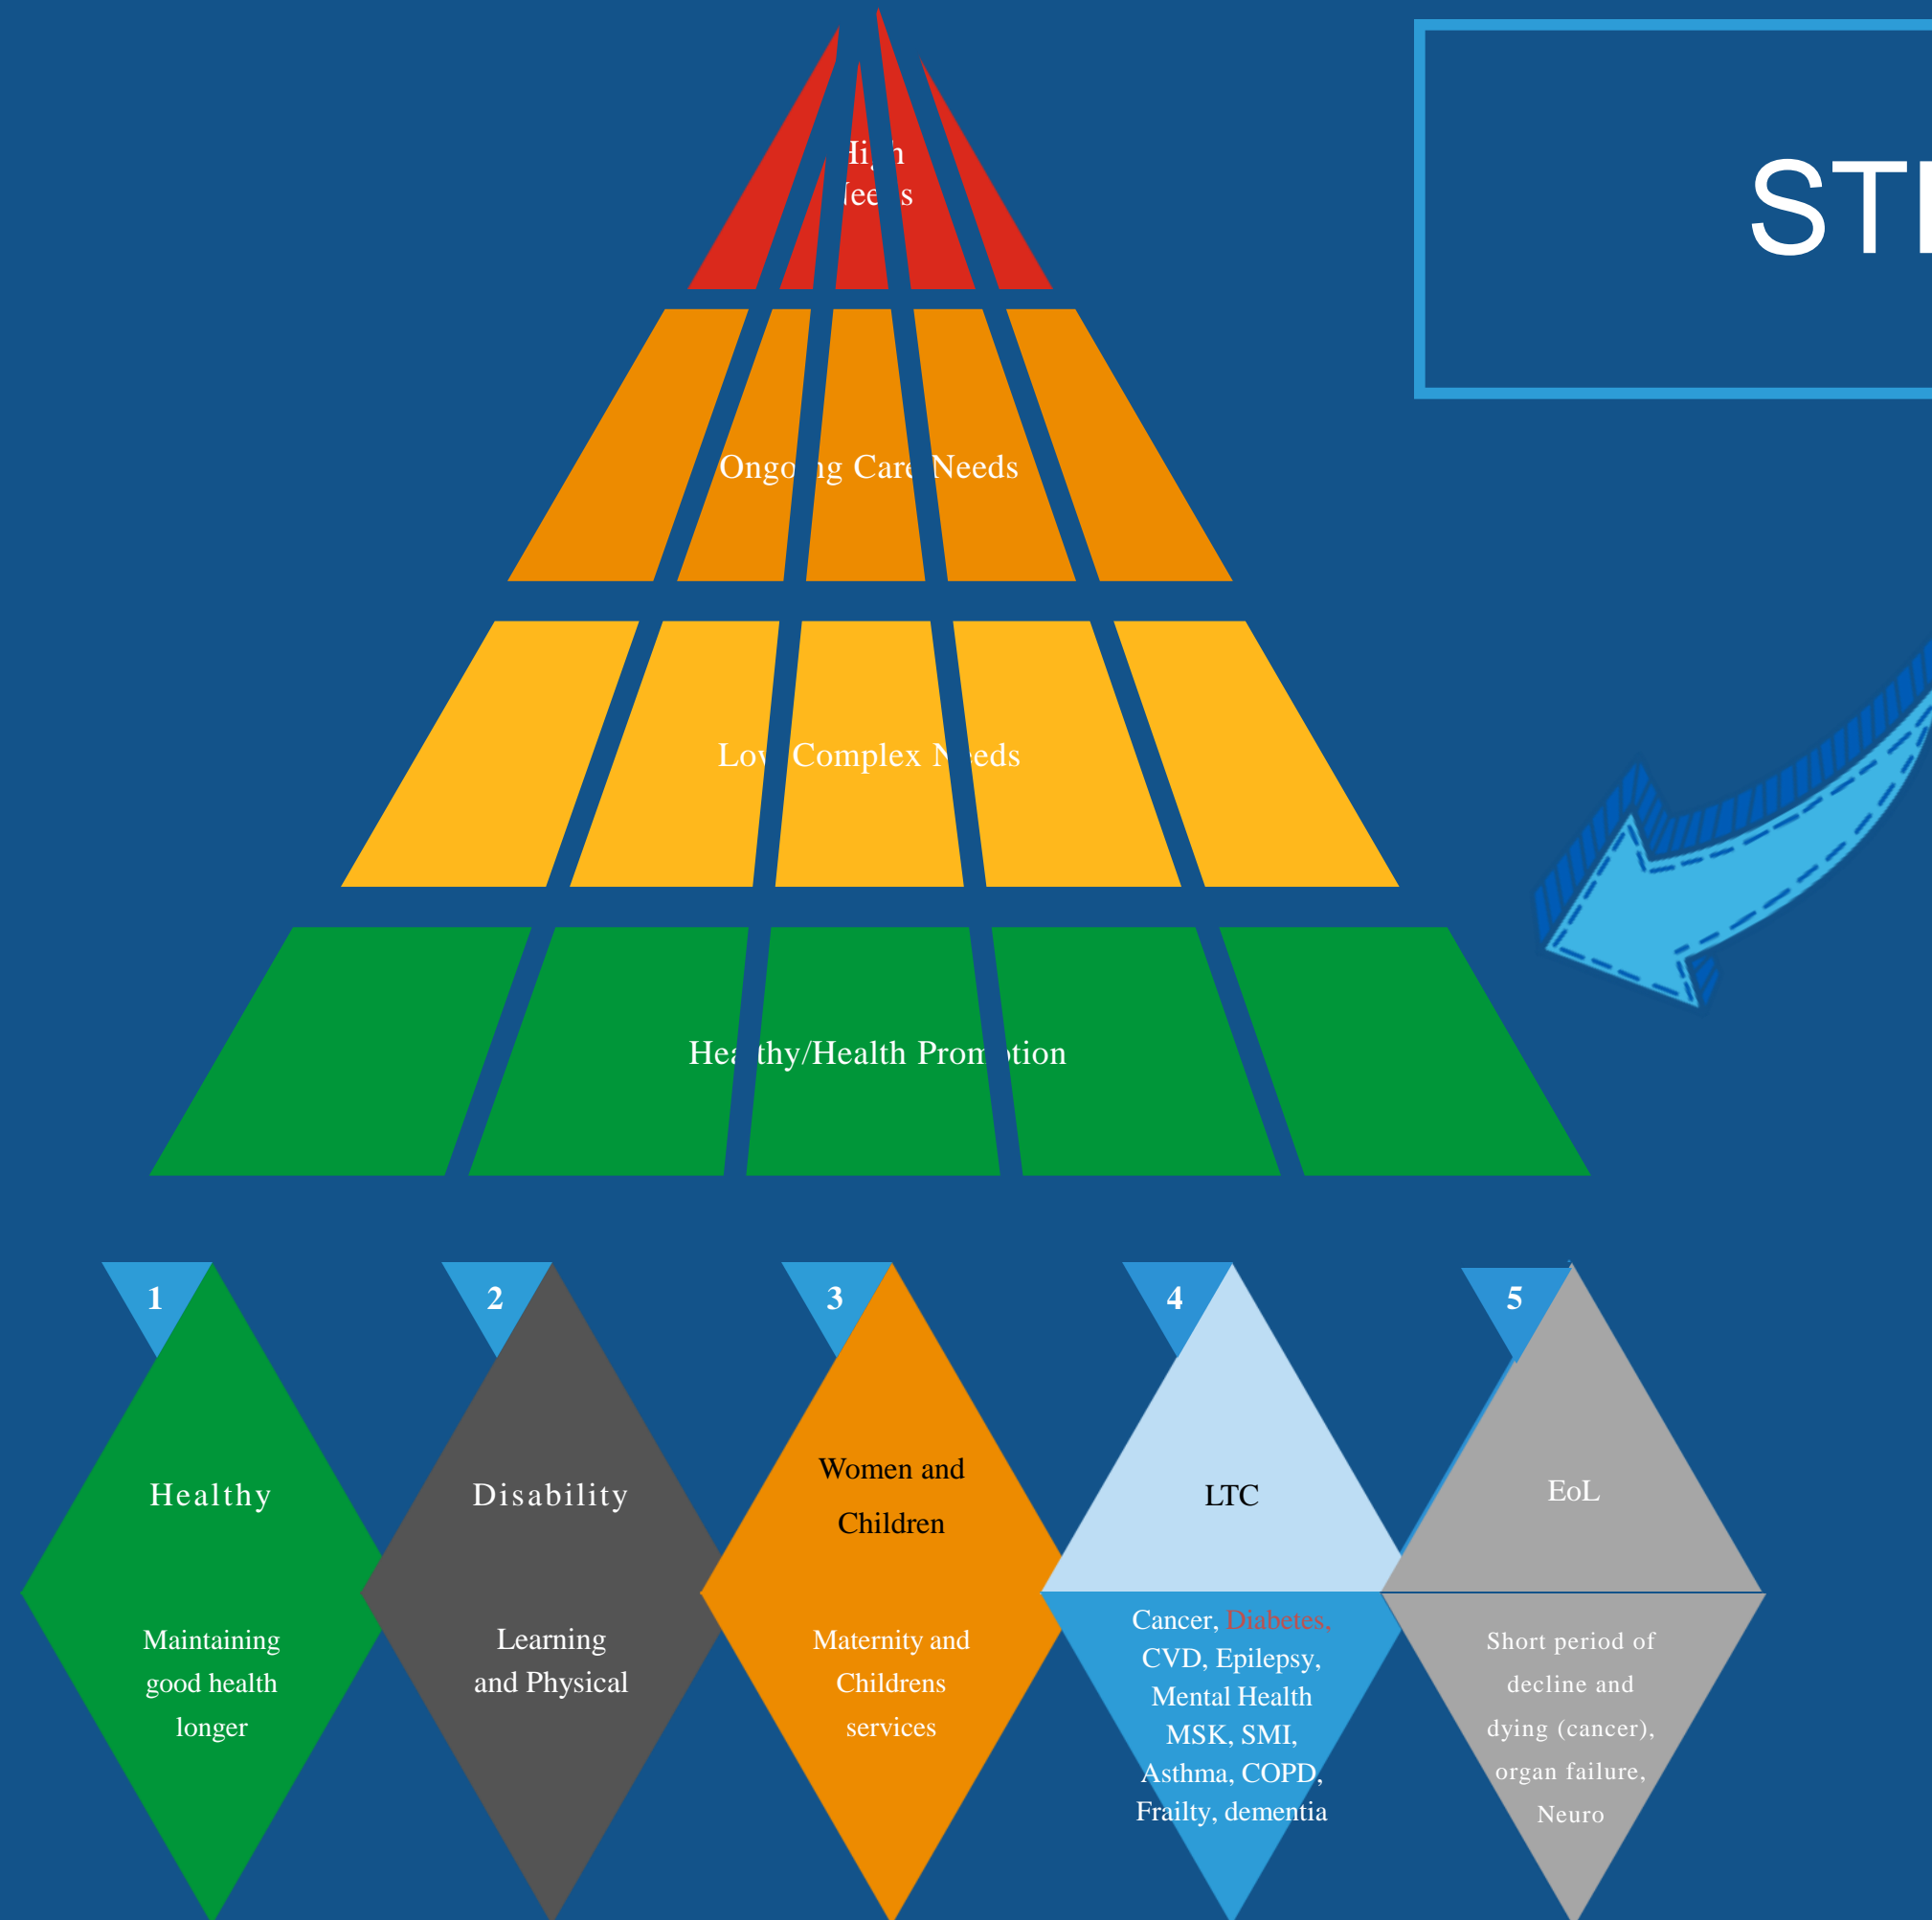 High
Needs
Ongoing Care Needs
Low Complex Needs
Healthy/Health Promotion
1
2
3
4
5
Healthy
Maintaining
good health
longer
Disability
Learning
and Physical
Women and
Children
Maternity and
Childrens
services
LTC
Cancer, Diabetes,
CVD, Epilepsy,
Mental Health
MSK, SMI,
Asthma, COPD,
Frailty, dementia
EoL
Short period of
decline and
dying (cancer),
organ failure,
Neuro